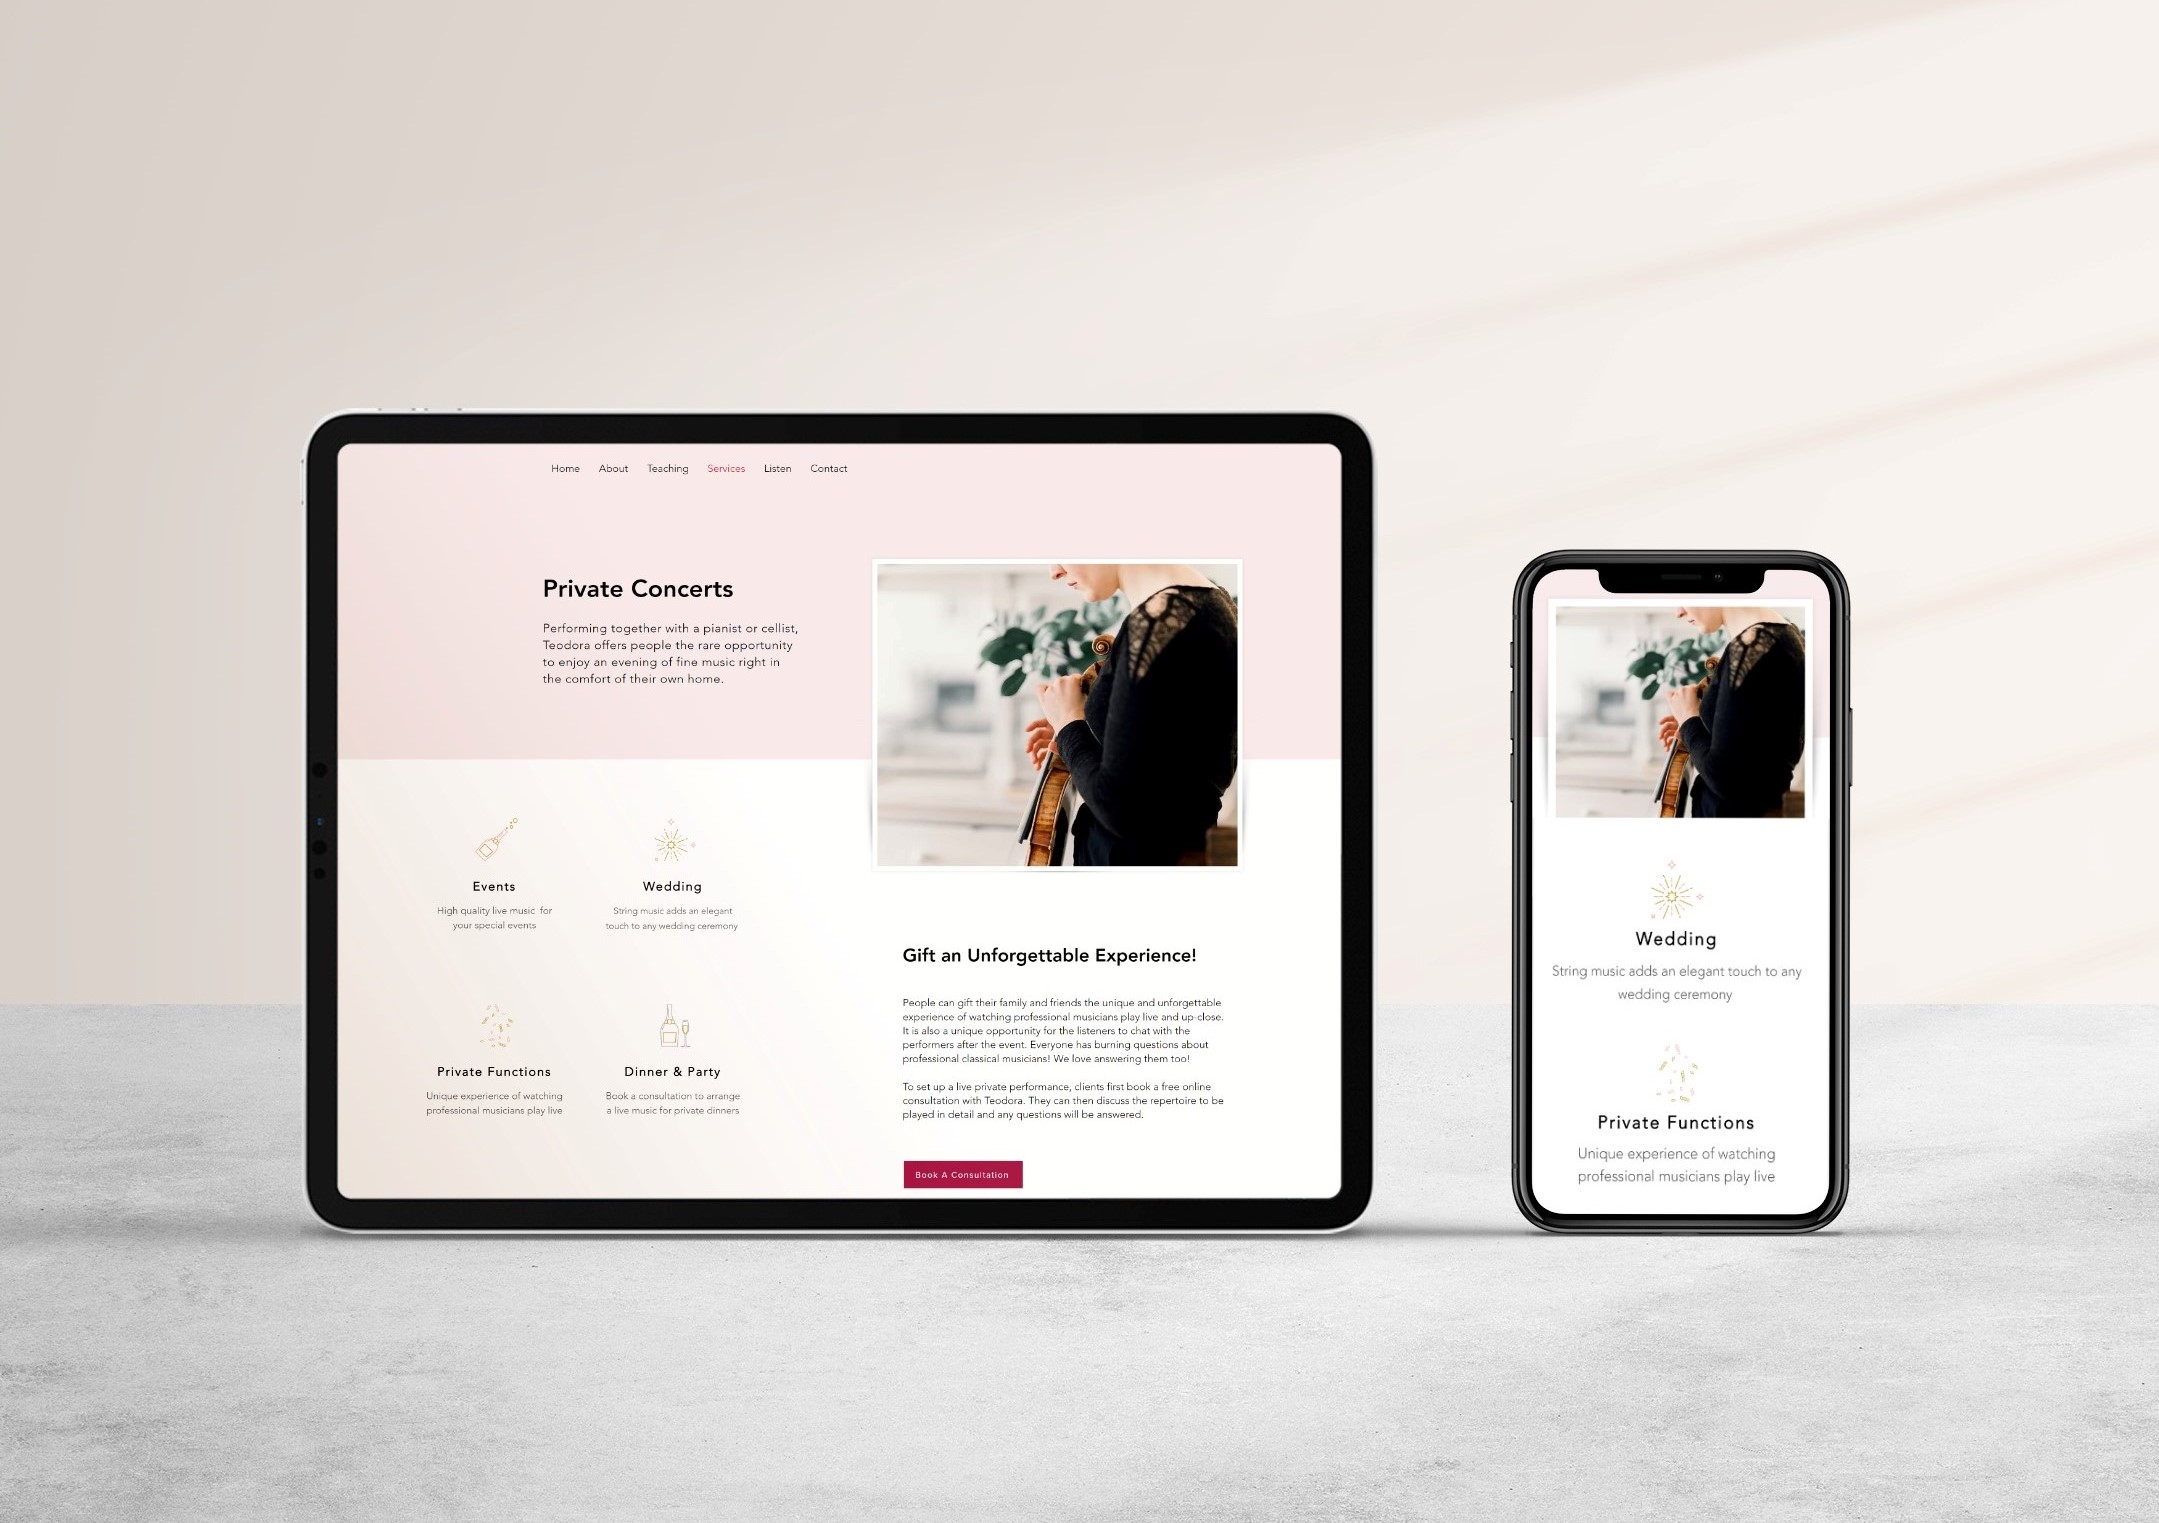 Home About Teaching Services Listen Contact
Private Concerts
Performing together with a pianist or cellist,
Teodora offers people the rare opportunity
to enjoy an evening of fine music right in
the comfort of their own home.
Events
High quality live music for
your special events
Wedding
String music adds an elegant
touch to any wedding ceremony
Private Functions
Unique experience of watching
professional musicians play live
Dinner & Party
Book a consultation to arrange
a live music for private dinners
Gift an Unforgettable Experience!
People can gift their family and friends the unique and unforgettable
experience of watching professional musicians play live and up-close.
It is also a unique opportunity for the listeners to chat with the
performers after the event. Everyone has burning questions about
professional classical musicians! We love answering them too!
To set up a live private performance, clients first book a free online
consultation with Teodora. They can then discuss the repertoire to be
played in detail and any questions will be answered.
Book A Consultation
Wedding
String music adds an elegant touch to any
wedding ceremony
Private Functions
Unique experience of watching
professional musicians play live